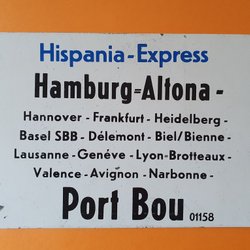 Hispania-Express
Hamburg-Altona-
Hannover - Frankfurt - Heidelberg -
Basel SBB - Délemont - Biel/Bienne -
Lausanne - Genéve - Lyon-Brotteaux -
Valence - Avignon - Narbonne -
Port Bou 01158